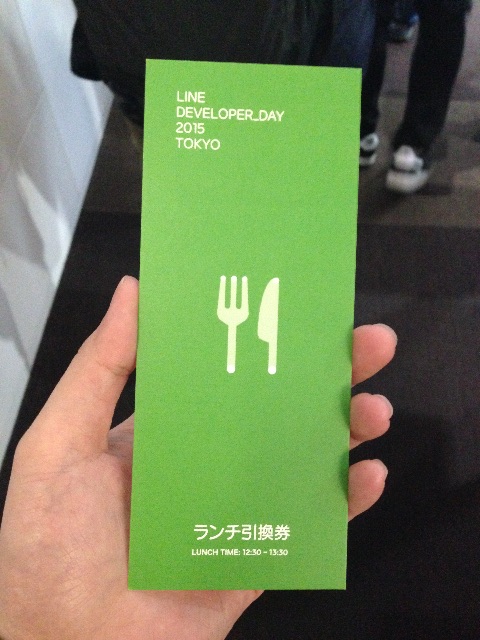 LINE
DEVELOPER_DAY
2015
TOKYO
ランチ引換券
LUNCH TIME: 12:30 - 13:30